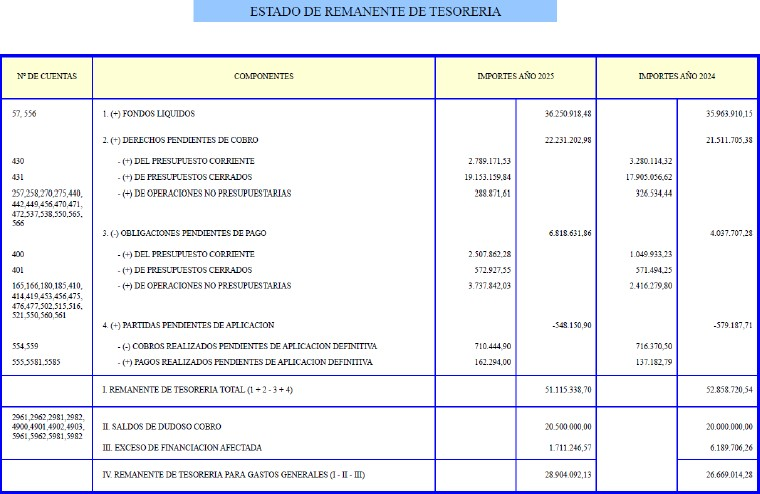 ESTADO DE REMANENTE DE TESORERIA
Nº DE CUENTAS COMPONENTES IMPORTES AÑO 2025 IMPORTES AÑO 2024
57, 556 1. (+) FONDOS LIQUIDOS 36.250.918,48 35.963.910,15
2. (+) DERECHOS PENDIENTES DE COBRO 22.231.202,98 21.511.705,38
430 - (+) DEL PRESUPUESTO CORRIENTE 2.789.171,53 3.280.114,32
431 - (+) DE PRESUPUESTOS CERRADOS 19.153.159,84 17.905.056,62
257,258,270,275,440, - (+) DE OPERACIONES NO PRESUPUESTARIAS 288.871,61 326.534,44
442,449,456,470,471,
472,537,538,550,565,
566
3. (-) OBLIGACIONES PENDIENTES DE PAGO 6.818.631,86 4.037.707,28
400 - (+) DEL PRESUPUESTO CORRIENTE 2.507.862,28 1.049.933,23
401 - (+) DE PRESUPUESTOS CERRADOS 572.927,55 571.494,25
165,166,180,185,410, - (+) DE OPERACIONES NO PRESUPUESTARIAS 3.737.842,03 2.416.279,80
414,419,453,456,475,
476,477,502,515,516,
521,550,560,561
4. (+) PARTIDAS PENDIENTES DE APLICACION -548.150,90 -579.187,71
554,559 - (-) COBROS REALIZADOS PENDIENTES DE APLICACION DEFINITIVA 710.444,90 716.370,50
555,5581,5585 - (+) PAGOS REALIZADOS PENDIENTES DE APLICACION DEFINITIVA 162.294,00 137.182,79
I. REMANENTE DE TESORERIA TOTAL (1 + 2 - 3 + 4) 51.115.338,70 52.858.720,54
2961,2962,2981,2982,
4900,4901,4902,4903, II. SALDOS DE DUDOSO COBRO 20.500.000,00 20.000.000,00
5961,5962,5981,5982
III. EXCESO DE FINANCIACION AFECTADA 1.711.246,57 6.189.706,26
IV. REMANENTE DE TESORERIA PARA GASTOS GENERALES (I - II - III) 28.904.092,13 26.669.014,28